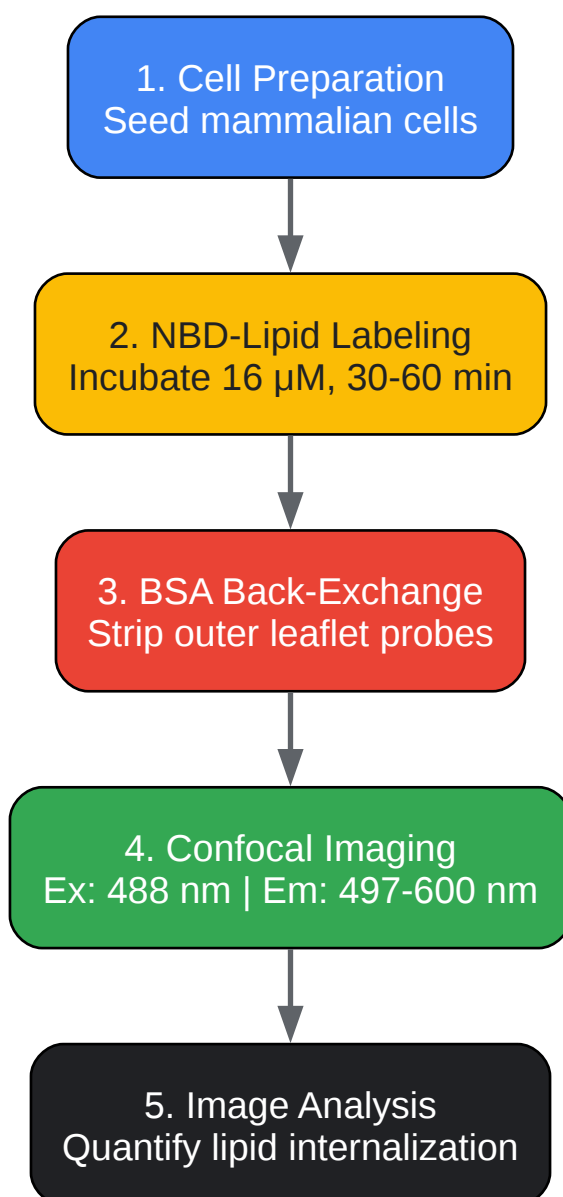 1. Cell Preparation
Seed mammalian cells
2. NBD-Lipid Labeling
Incubate 16 μM, 30-60 min
3. BSA Back-Exchange
Strip outer leaflet probes
4. Confocal Imaging
Ex: 488 nm | Em: 497-600 nm
5. Image Analysis
Quantify lipid internalization